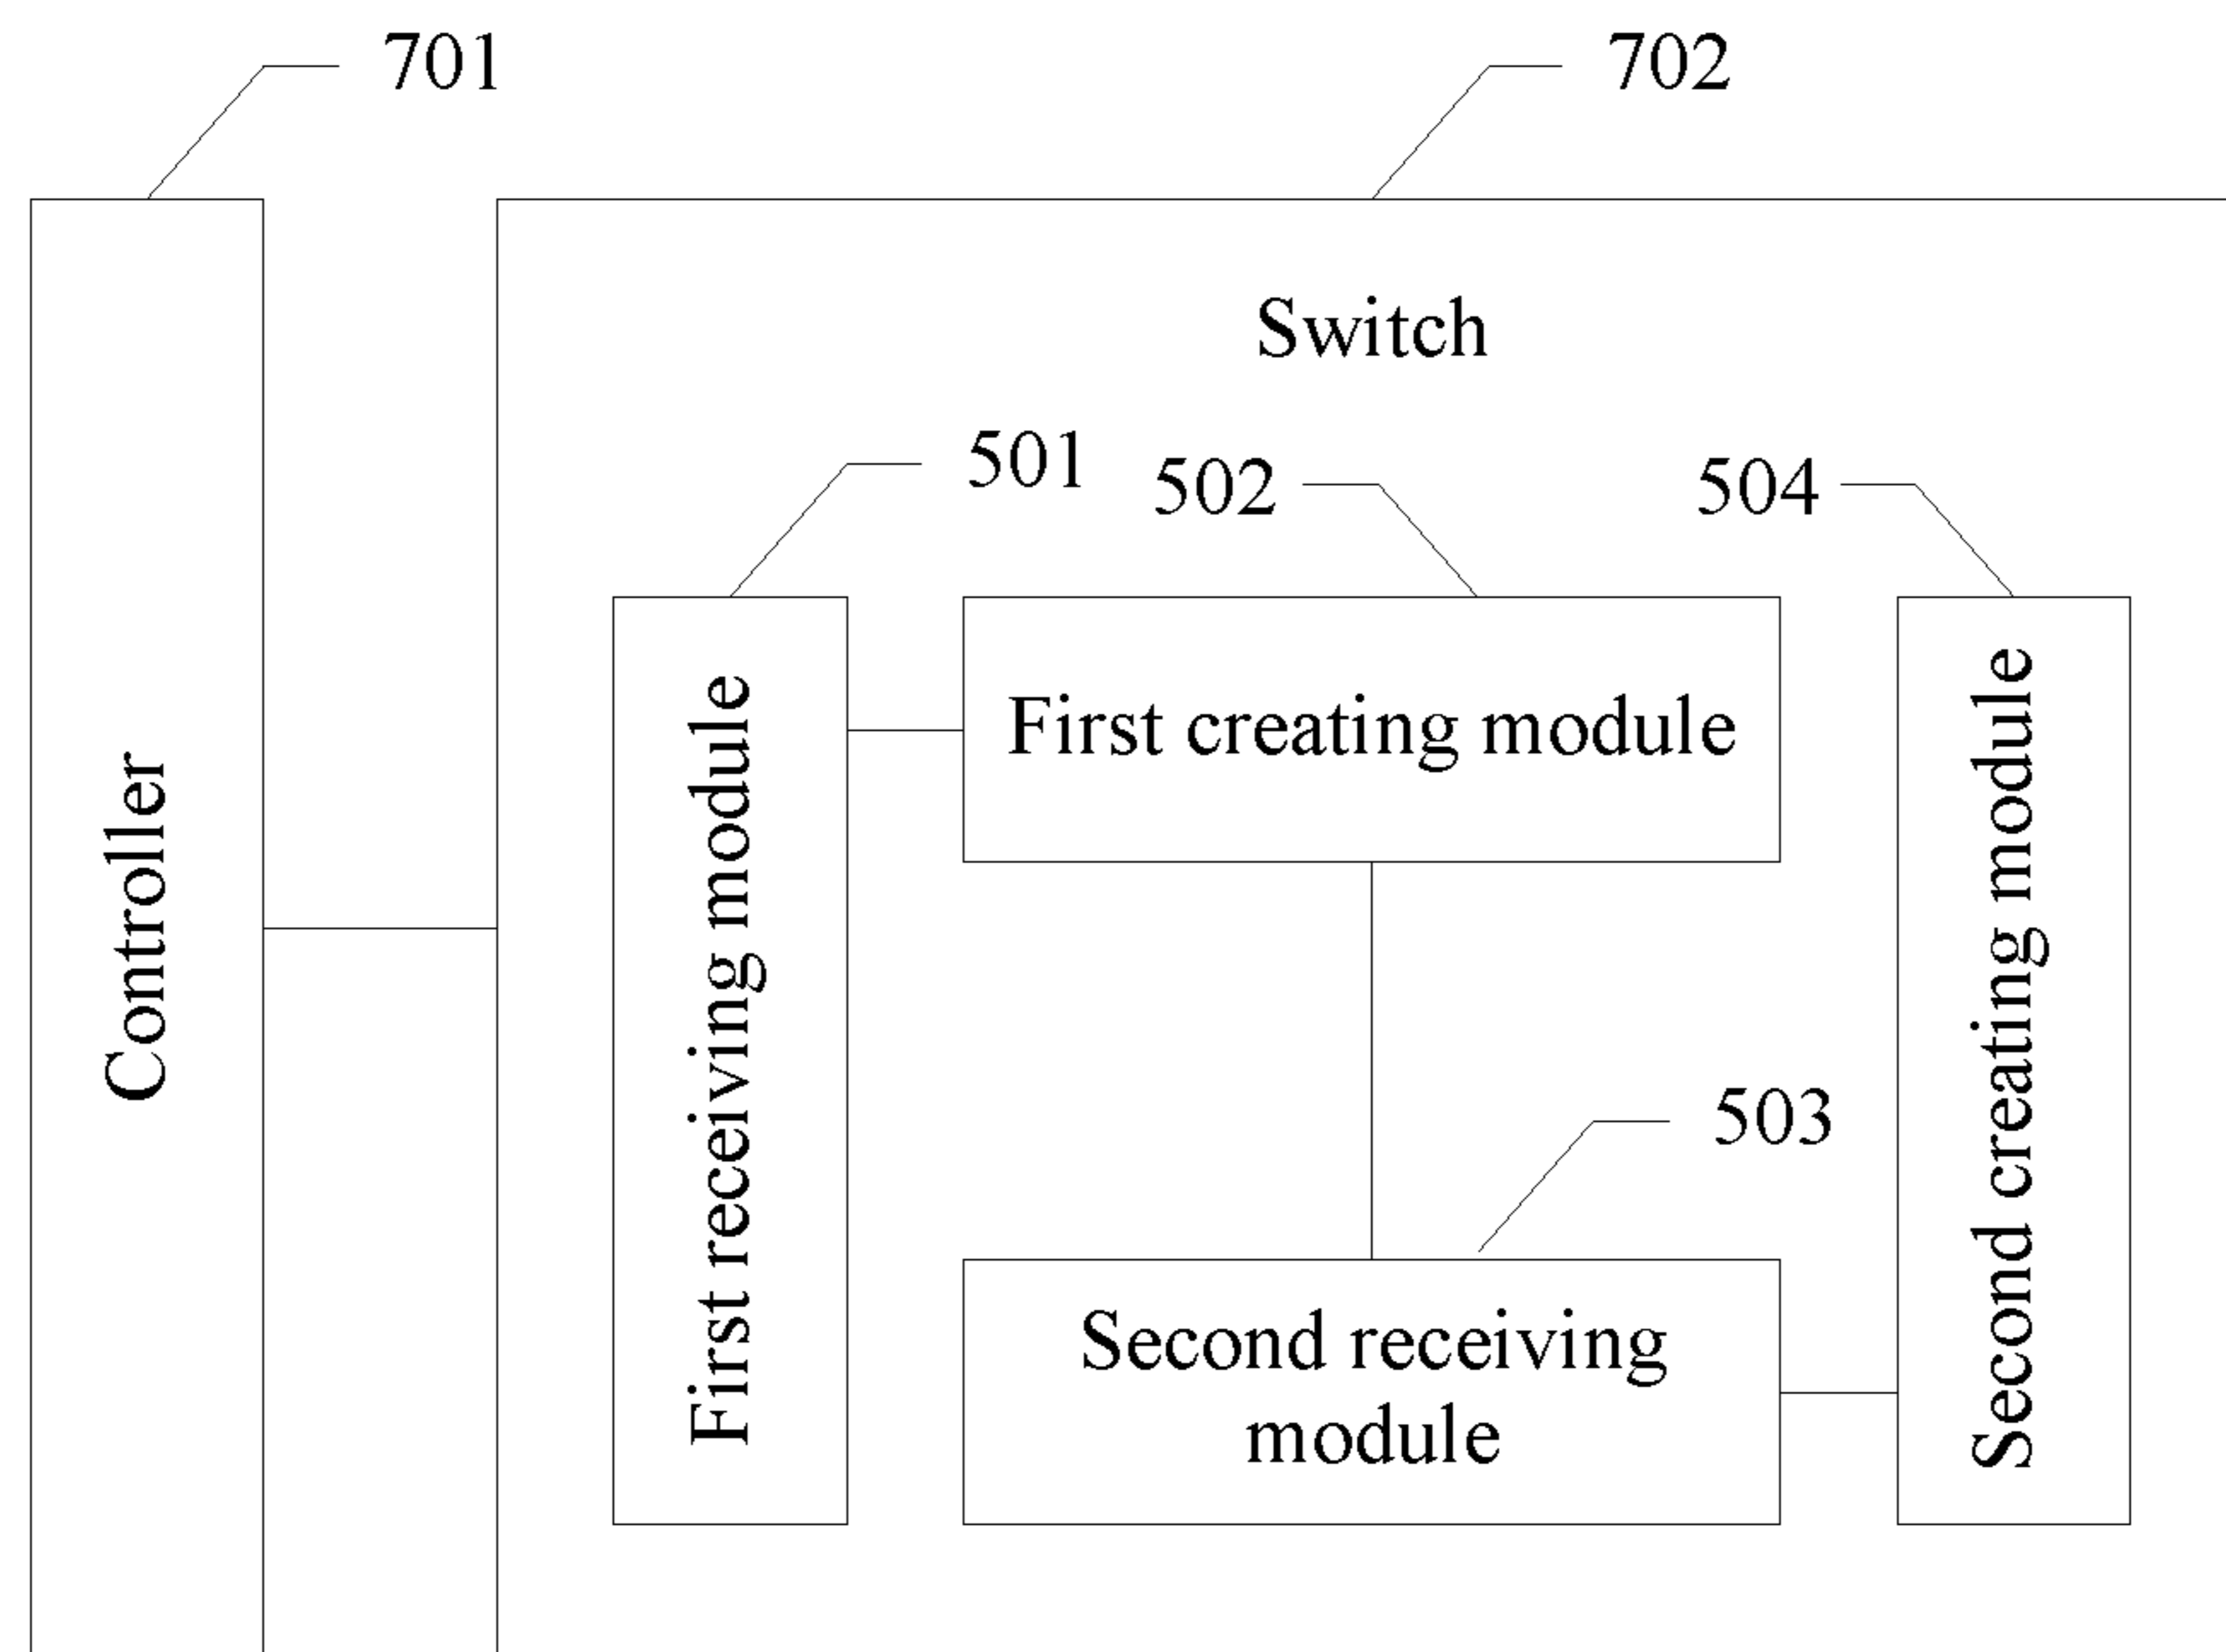 701
702
Switch
501
502
504
First creating module
Controller
First receiving module
Second creating module
503
Second receiving
module